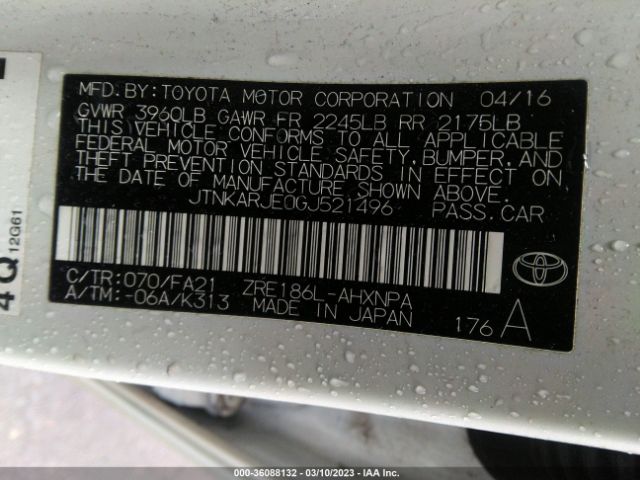 MFD.BY:TOYOTA MOTOR CORPORATION 04/16
GVWR 3960LB GAWR FR 2245LB RR 2175LB
THIS VEHICLE CONFORMS TO ALL APPLICABLE
FEDERAL MOTOR VEHICLE SAFETY, BUMPER, AND
THEFT PREVENTION STANDARDS IN EFFECT ON
THE DATE OF MANUFACTURE SHOWN ABOVE.
JTNKARJE0GJ521496 PASS.CAR
C/TR:070/FA21 ZRE186L-AHXNPA
A/TM:-06A/K313 MADE IN JAPAN 176 A
4 Q 12G61
000-36088132 — 03/10/2023 — IAA Inc.